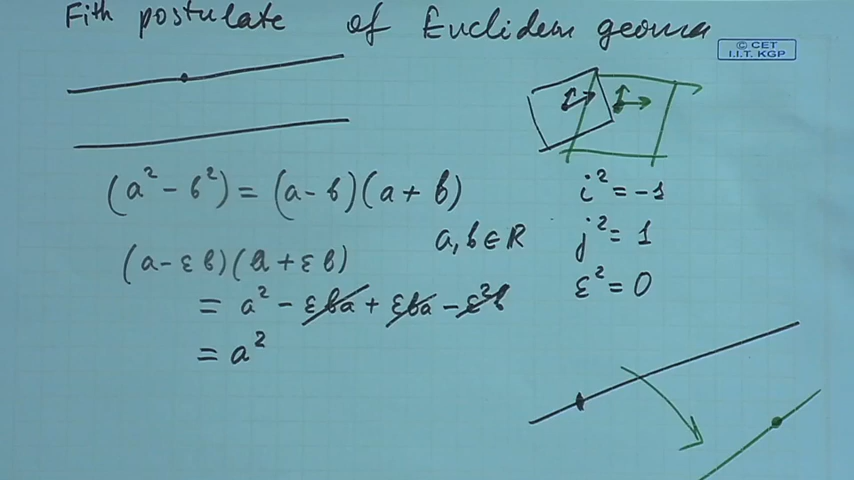 Fith postulate of Euclidean geome
© CET
I.I.T. KGP
(a² - b²) = (a - b)(a + b)
i² = -1
a, b ∈ R
j² = 1
(a - εb)(a + εb)
ε² = 0
= a² - εba + εba - ε²b
= a²